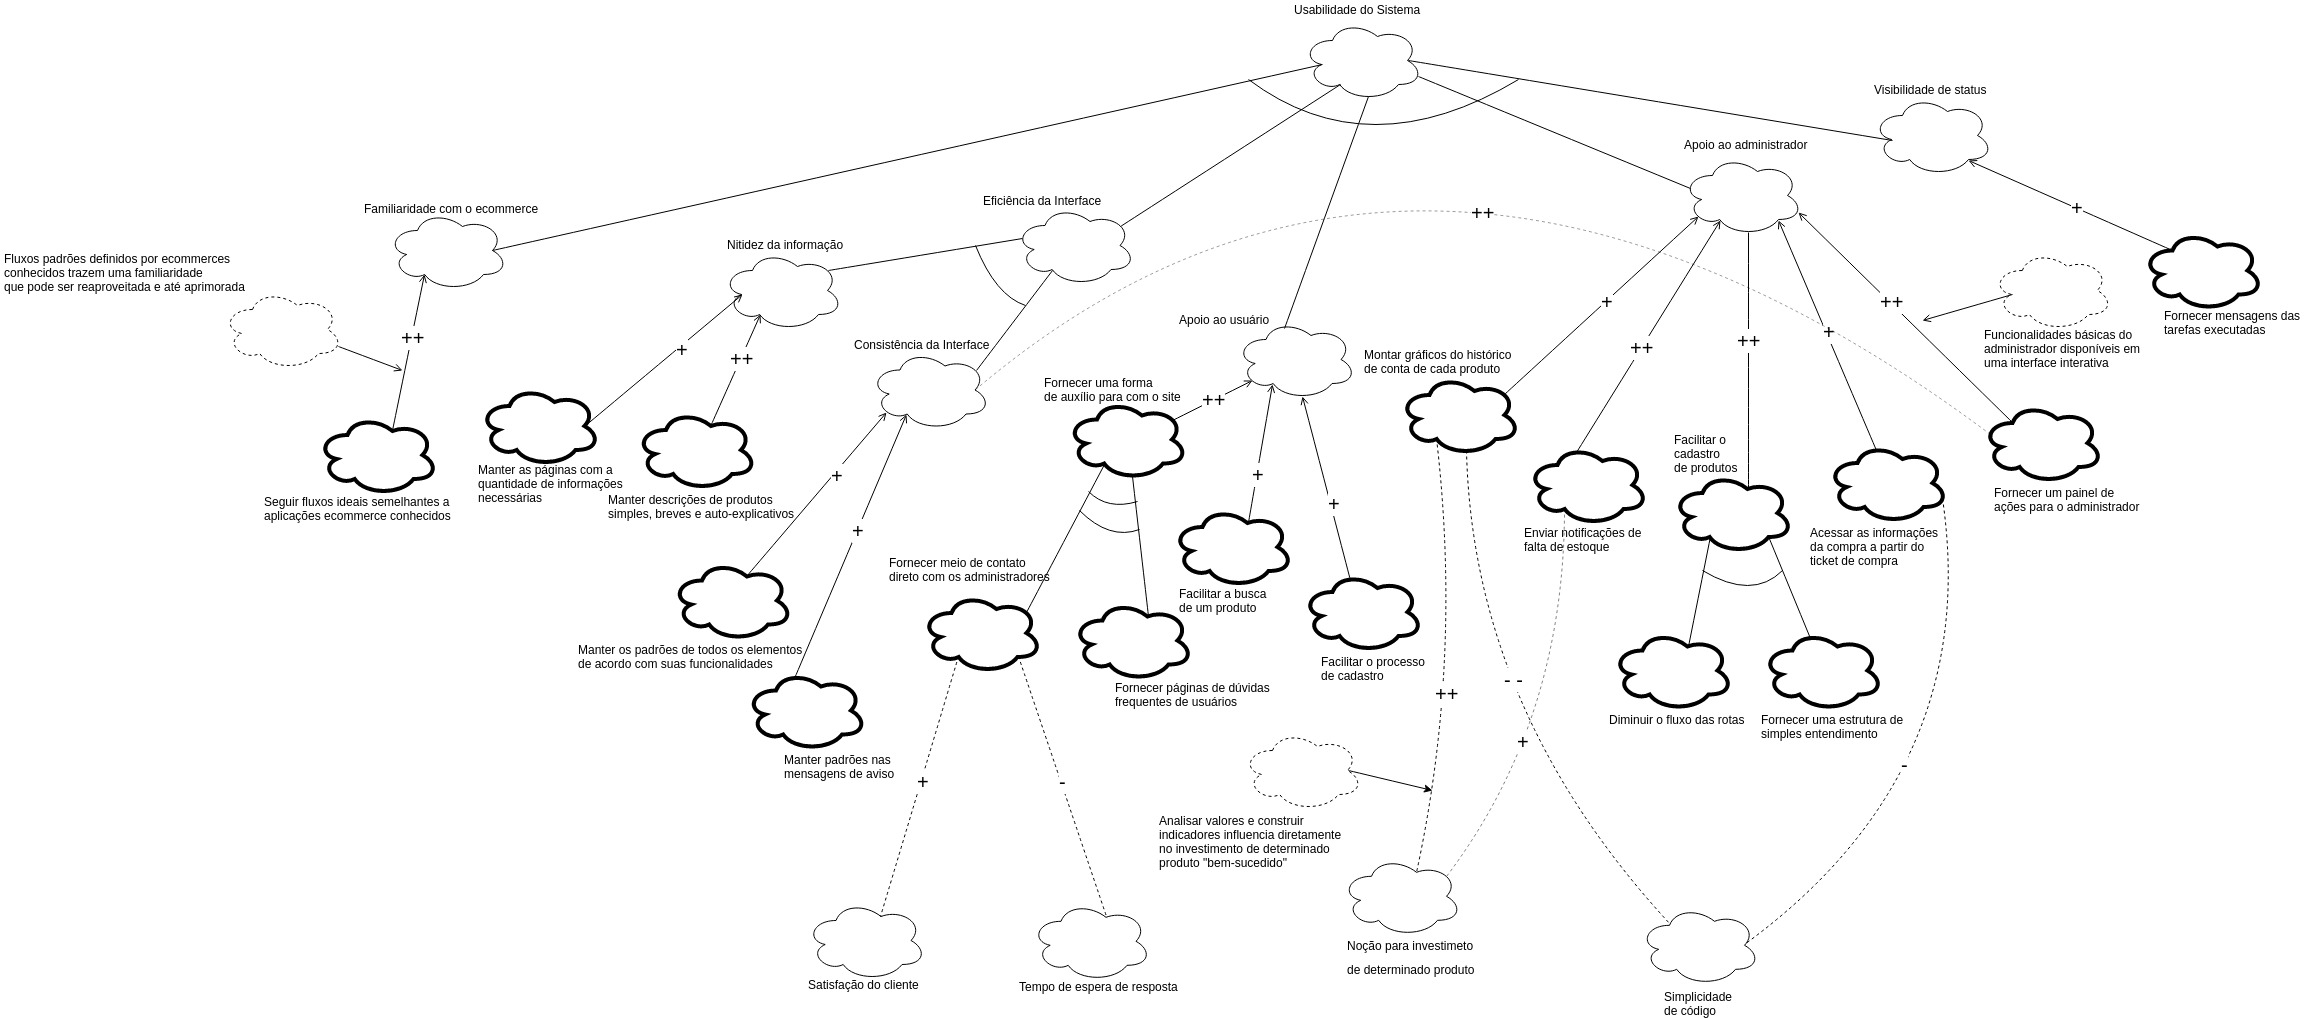 Usabilidade do Sistema
Visibilidade de status
Apoio ao administrador
Eficiência da Interface
Familiaridade com o ecommerce
++
+
Nitidez da informação
Fluxos padrões definidos por ecommerces
conhecidos trazem uma familiaridade
que pode ser reaproveitada e até aprimorada
++
+
++
+
++
++
+
++
+
++
Apoio ao usuário
Consistência da Interface
Fornecer mensagens das
tarefas executadas
Funcionalidades básicas do
administrador disponíveis em
uma interface interativa
Montar gráficos do histórico
de conta de cada produto
Fornecer uma forma
de auxílio para com o site
++
Facilitar o
cadastro
de produtos
Manter as páginas com a
quantidade de informações
necessárias
+
+
+
+
Seguir fluxos ideais semelhantes a
aplicações ecommerce conhecidos
Manter descrições de produtos
simples, breves e auto-explicativos
Fornecer um painel de
ações para o administrador
Enviar notificações de
falta de estoque
Acessar as informações
da compra a partir do
ticket de compra
Fornecer meio de contato
direto com os administradores
Facilitar a busca
de um produto
Manter os padrões de todos os elementos
de acordo com suas funcionalidades
Facilitar o processo
de cadastro
Fornecer páginas de dúvidas
frequentes de usuários
++
- -
Diminuir o fluxo das rotas
Fornecer uma estrutura de
simples entendimento
Manter padrões nas
mensagens de aviso
+
-
+
-
Analisar valores e construir
indicadores influencia diretamente
no investimento de determinado
produto "bem-sucedido"
Noção para investimeto
de determinado produto
Satisfação do cliente
Tempo de espera de resposta
Simplicidade
de código